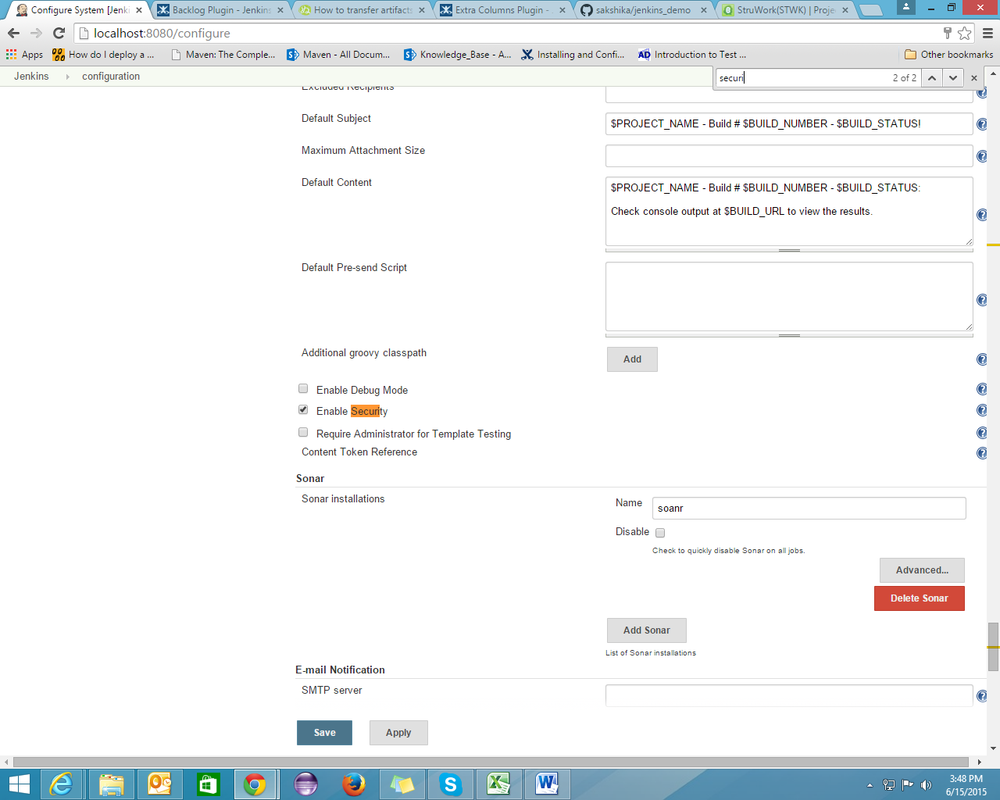 Configure System [Jenki
Backlog Plugin - Jenkins
How to transfer artifacts
Extra Columns Plugin -
sakshika/jenkins_demo
StruWork(STWK) | Proje
localhost:8080/configure
Apps
How do I deploy a ...
Maven: The Comple...
Maven - All Docum...
Knowledge_Base - A...
Installing and Confi...
AD Introduction to Test ...
Other bookmarks
Jenkins
configuration
securi
2 of 2
Excluded Recipients
Default Subject
$PROJECT_NAME - Build # $BUILD_NUMBER - $BUILD_STATUS!
Maximum Attachment Size
Default Content
$PROJECT_NAME - Build # $BUILD_NUMBER - $BUILD_STATUS:
Check console output at $BUILD_URL to view the results.
Default Pre-send Script
Additional groovy classpath
Add
Enable Debug Mode
Enable Security
Require Administrator for Template Testing
Content Token Reference
Sonar
Sonar installations
Name
soanr
Disable
Check to quickly disable Sonar on all jobs.
Advanced...
Delete Sonar
Add Sonar
List of Sonar installations
E-mail Notification
SMTP server
Save
Apply
3:48 PM
6/15/2015